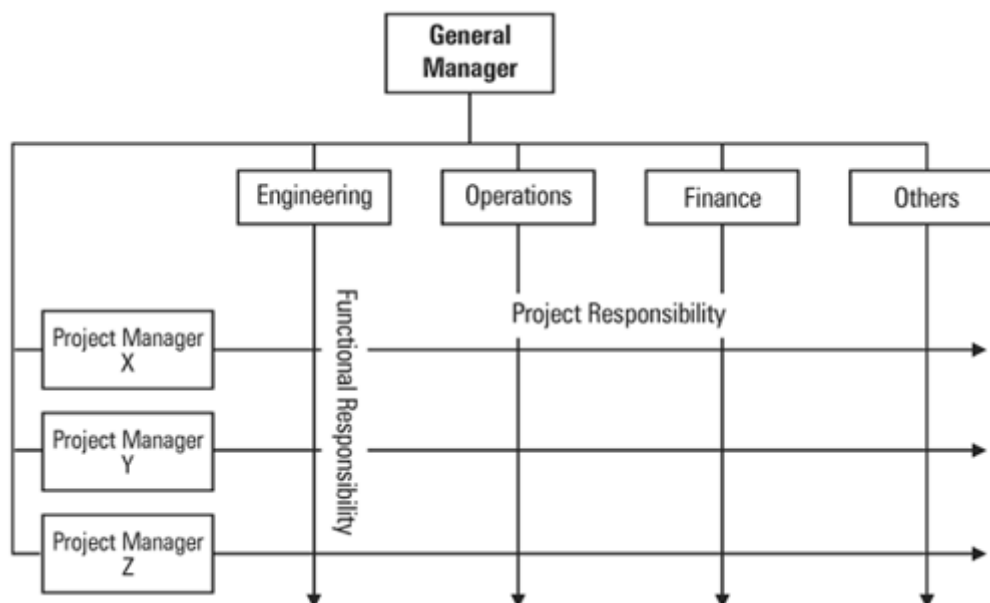 General
Manager
Engineering
Operations
Finance
Others
Functional Responsibility
Project Responsibility
Project Manager
X
Project Manager
Y
Project Manager
Z